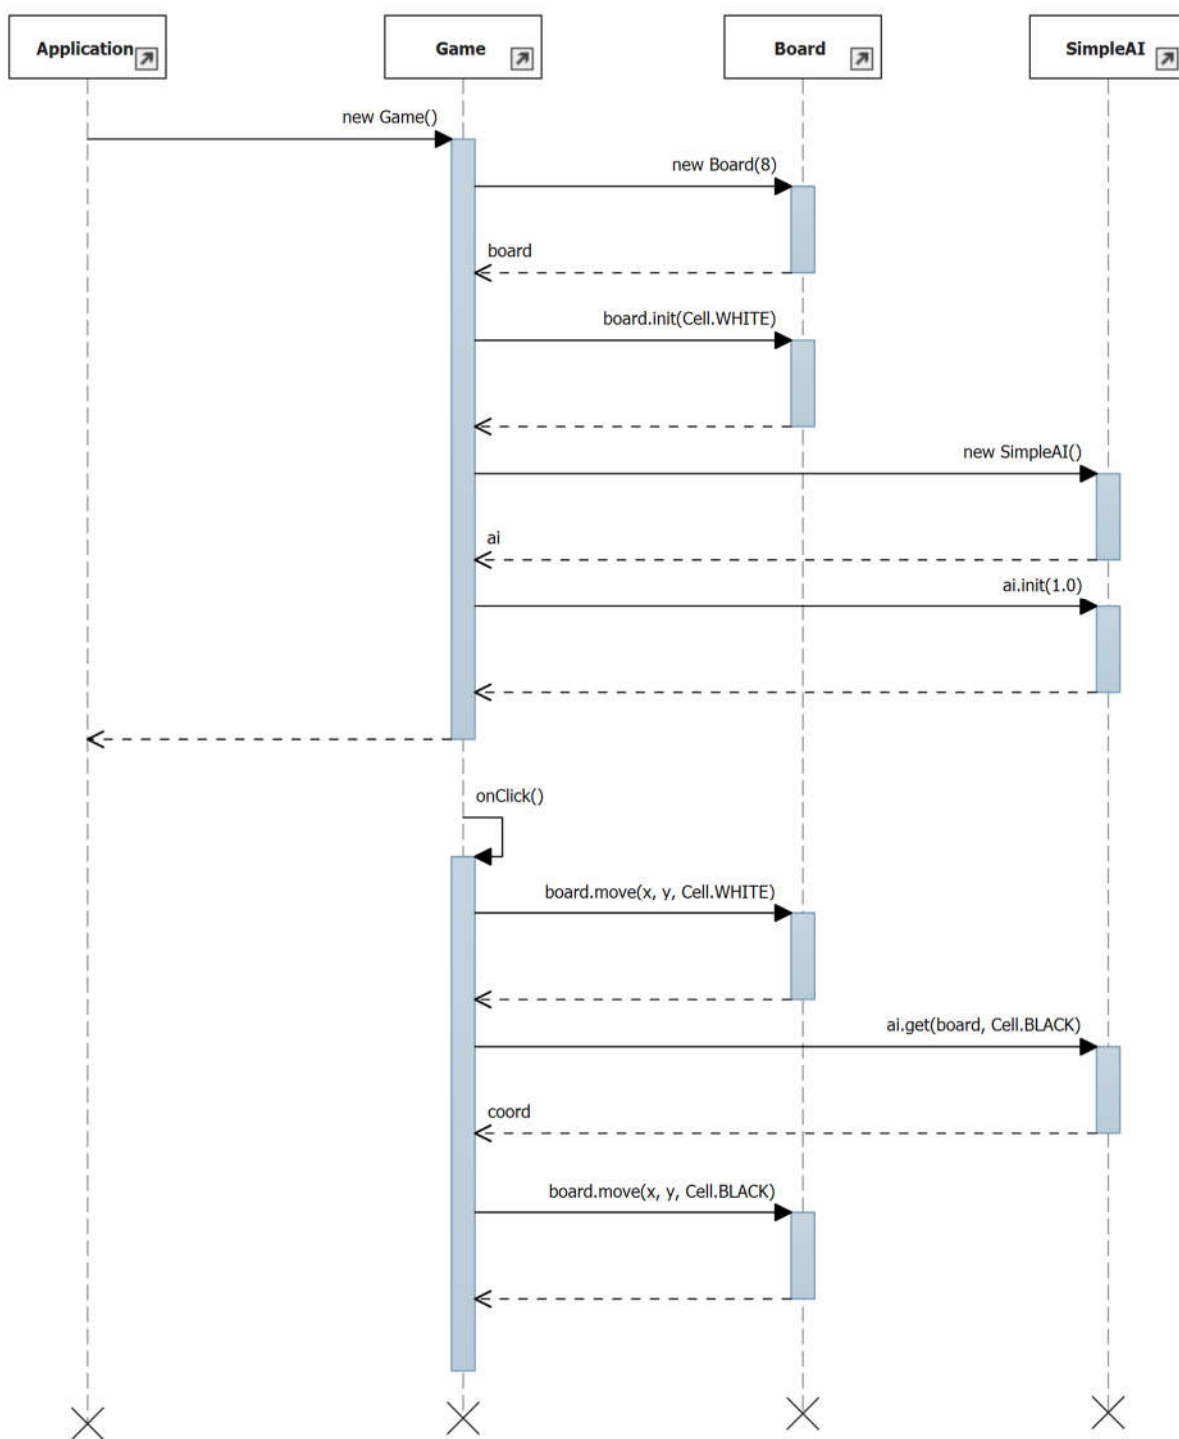 Application
Game
Board
SimpleAI
new Game()
new Board(8)
board
board.init(Cell.WHITE)
new SimpleAI()
ai
ai.init(1.0)
onClick()
board.move(x, y, Cell.WHITE)
ai.get(board, Cell.BLACK)
coord
board.move(x, y, Cell.BLACK)